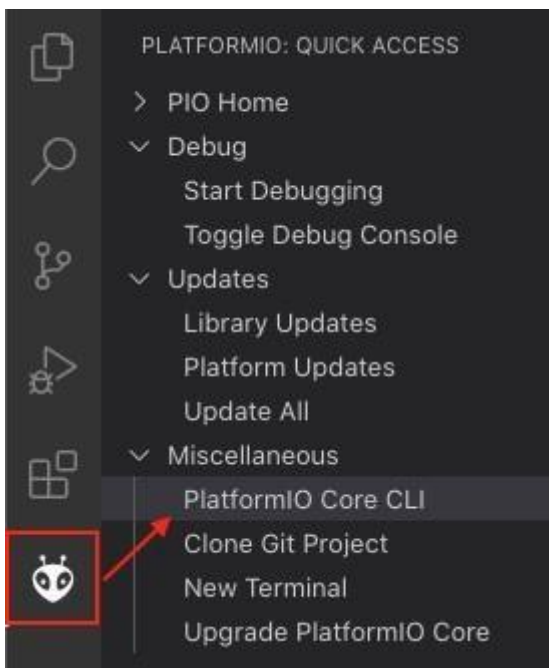 PLATFORMIO: QUICK ACCESS
PIO Home
Debug
Start Debugging
Toggle Debug Console
Updates
Library Updates
Platform Updates
Update All
Miscellaneous
PlatformIO Core CLI
Clone Git Project
New Terminal
Upgrade PlatformIO Core